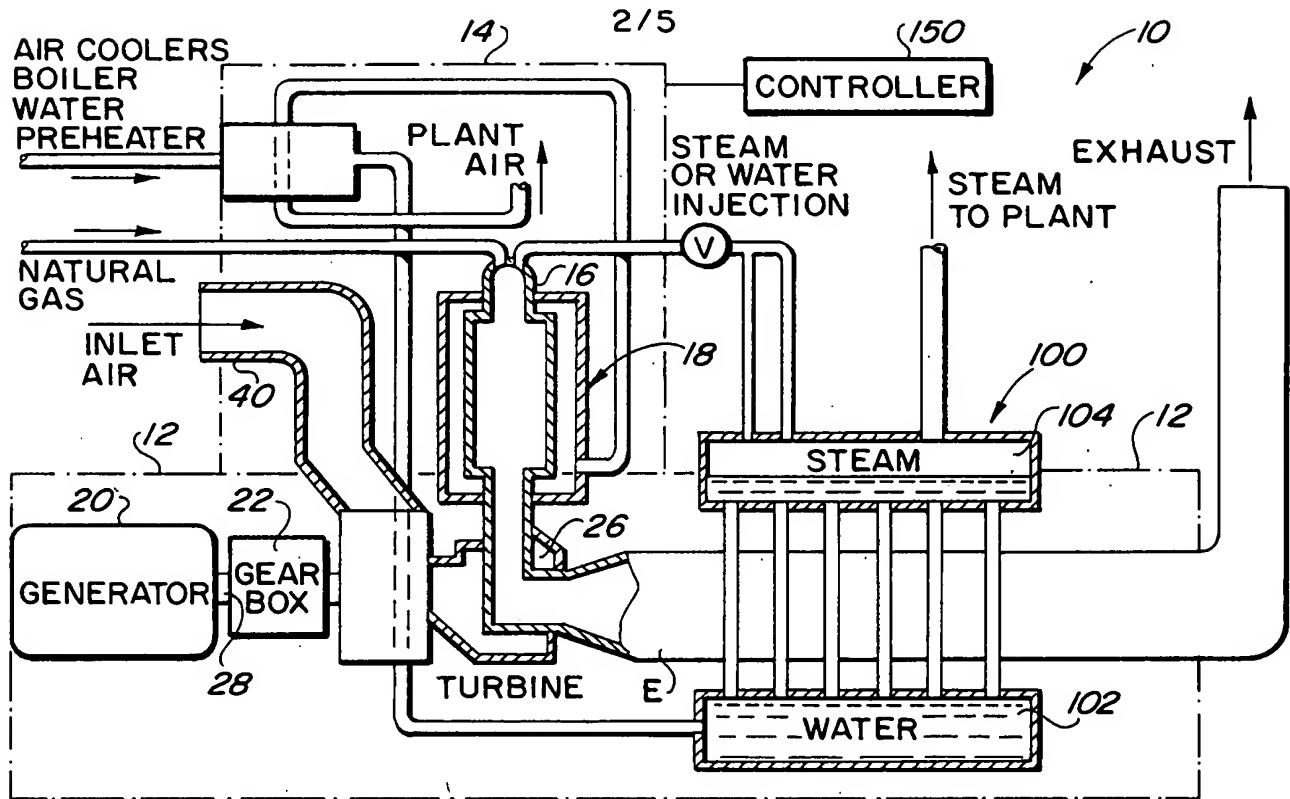 2/5
14
150
10
AIR COOLERS
BOILER
WATER
PREHEATER
CONTROLLER
PLANT
AIR
STEAM
OR WATER
INJECTION
EXHAUST
STEAM
TO PLANT
V
NATURAL
GAS
16
INLET
AIR
18
40
100
104
12
12
STEAM
20
22
26
GENERATOR
GEAR
BOX
28
TURBINE
E
WATER
102